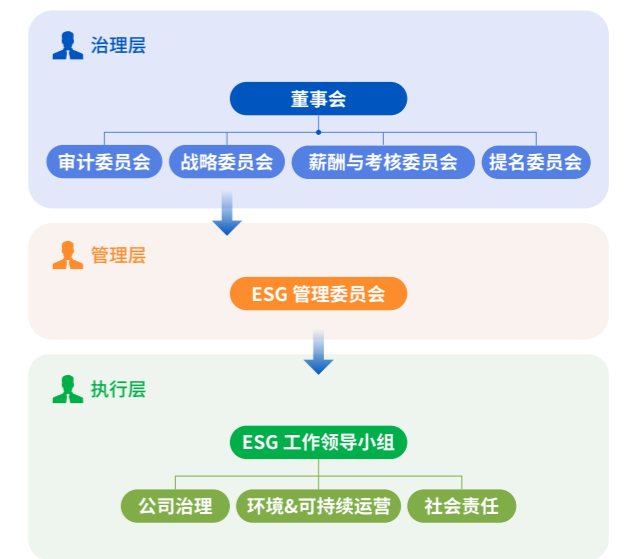 治理层
董事会
审计委员会
战略委员会
薪酬与考核委员会
提名委员会
管理层
ESG 管理委员会
执行层
ESG 工作领导小组
公司治理
环境&可持续运营
社会责任